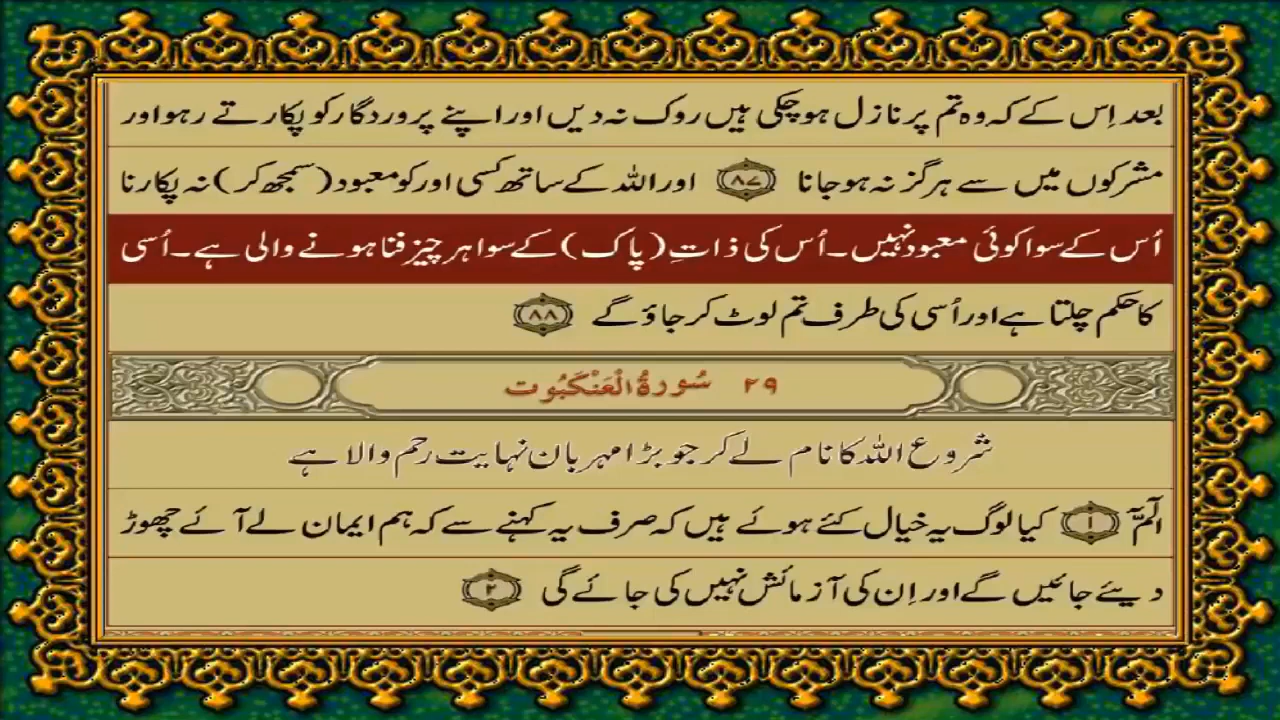 بعد اِس کے کہ وہ تم پر نازل ہوچکی ہیں روک نہ دیں اور اپنے پروردگار کو پکارتے رہو اور
مشرکوں میں سے ہرگز نہ ہوجانا ۸۷ اور اللہ کے ساتھ کسی اور کو معبود (سمجھ کر) نہ پکارنا
اُس کے سوا کوئی معبود نہیں۔ اُس کی ذاتِ (پاک) کے سوا ہر چیز فنا ہونے والی ہے۔ اُسی
کا حکم چلتا ہے اور اُسی کی طرف تم لوٹ کر جاؤ گے ۸۸
۲۹ سُورۃُ الْعَنْكَبُوت
شروع اللہ کا نام لے کر جو بڑا مہربان نہایت رحم والا ہے
الٓمّٓ ۱ کیا لوگ یہ خیال کئے ہوئے ہیں کہ صرف یہ کہنے سے کہ ہم ایمان لے آئے چھوڑ
دیئے جائیں گے اور اِن کی آزمائش نہیں کی جائے گی ۲